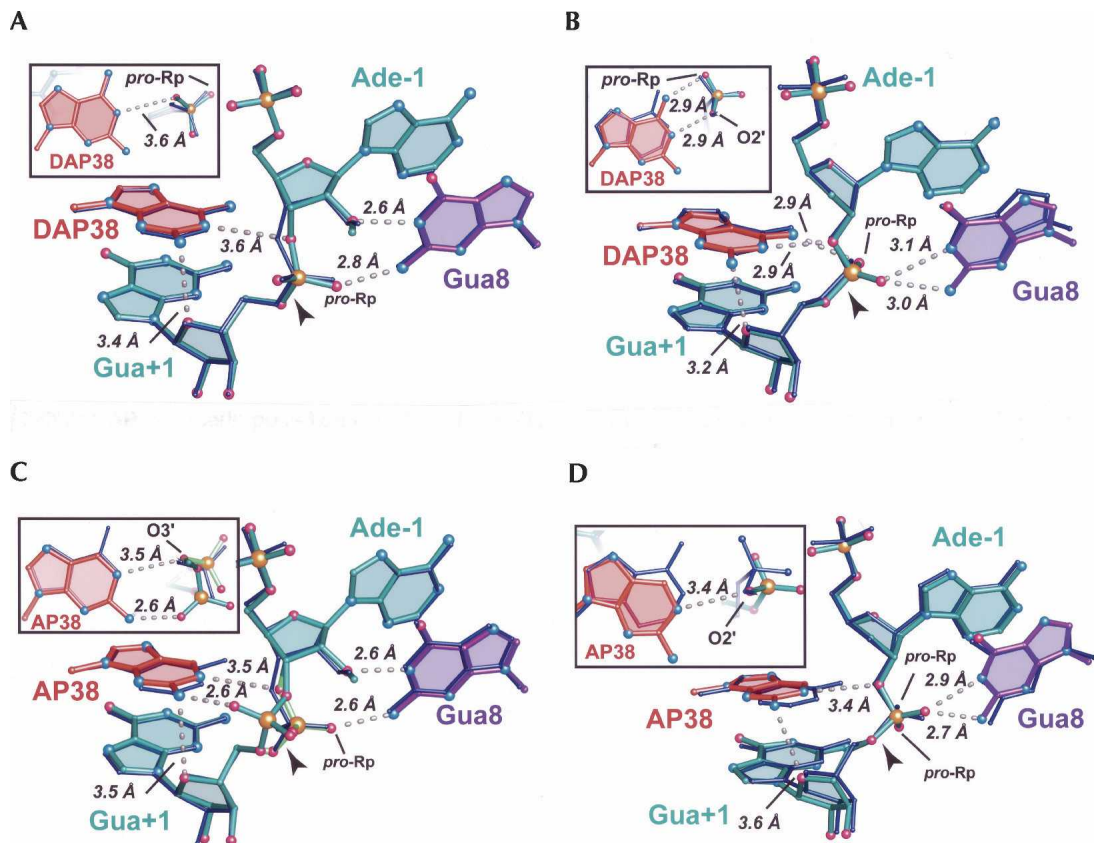 A
pro-Rp
3.6 Å
DAP38
Ade-1
DAP38
2.6 Å
3.6 Å
2.8 Å
Gua8
pro-Rp
3.4 Å
Gua+1
B
pro-Rp
2.9 Å
O2'
2.9 Å
DAP38
Ade-1
2.9 Å
DAP38
pro-Rp
3.1 Å
2.9 Å
Gua8
3.0 Å
Gua+1
3.2 Å
C
O3'
3.5 Å
2.6 Å
AP38
Ade-1
3.5 Å
2.6 Å
AP38
2.6 Å
2.6 Å
Gua8
pro-Rp
3.5 Å
Gua+1
D
3.4 Å
O2'
AP38
Ade-1
pro-Rp
2.9 Å
AP38
3.4 Å
Gua8
2.7 Å
pro-Rp
Gua+1
3.6 Å